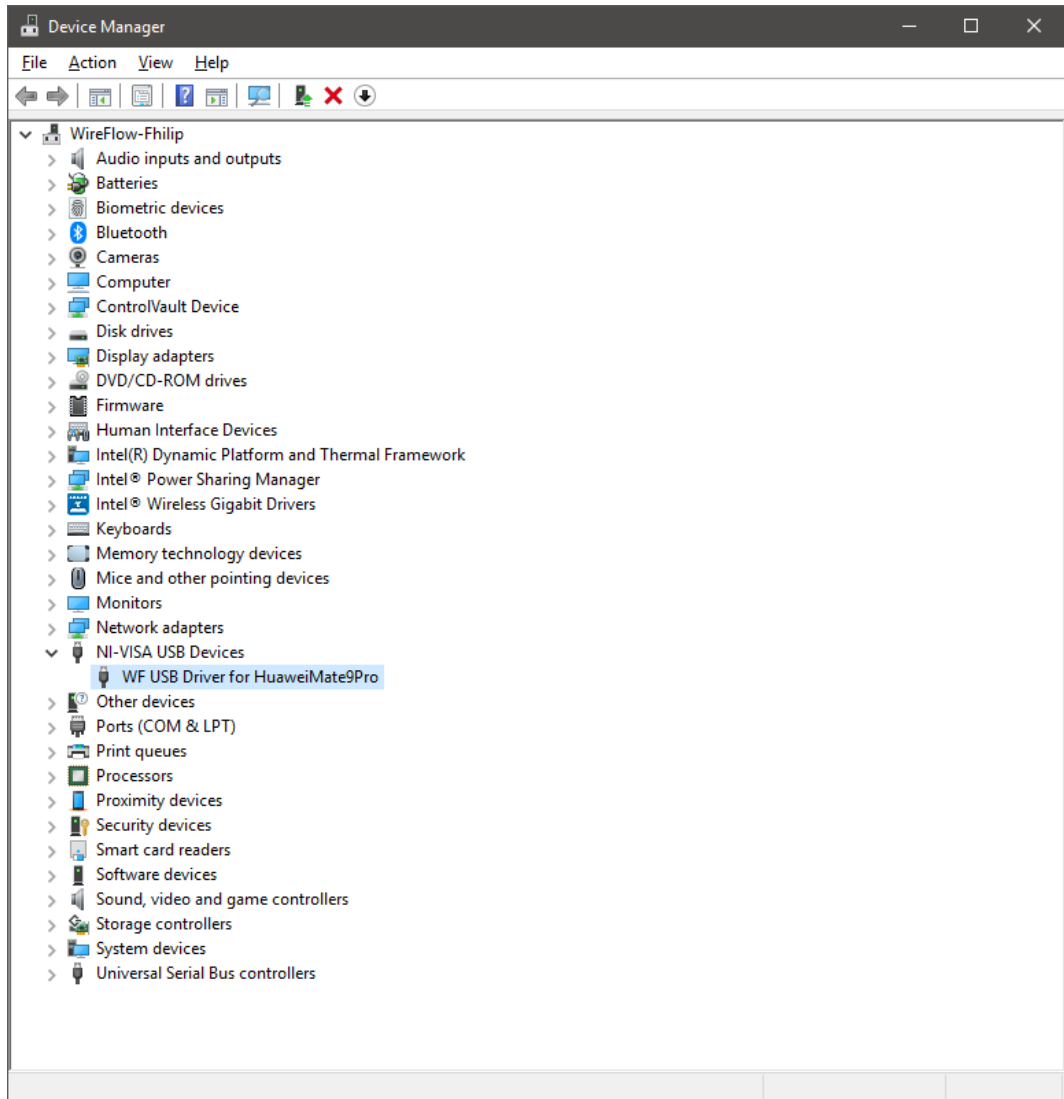 Device Manager
File Action View Help
WireFlow-Fhilip
Audio inputs and outputs
Batteries
Biometric devices
Bluetooth
Cameras
Computer
ControlVault Device
Disk drives
Display adapters
DVD/CD-ROM drives
Firmware
Human Interface Devices
Intel(R) Dynamic Platform and Thermal Framework
Intel® Power Sharing Manager
Intel® Wireless Gigabit Drivers
Keyboards
Memory technology devices
Mice and other pointing devices
Monitors
Network adapters
NI-VISA USB Devices
WF USB Driver for HuaweiMate9Pro
Other devices
Ports (COM & LPT)
Print queues
Processors
Proximity devices
Security devices
Smart card readers
Software devices
Sound, video and game controllers
Storage controllers
System devices
Universal Serial Bus controllers